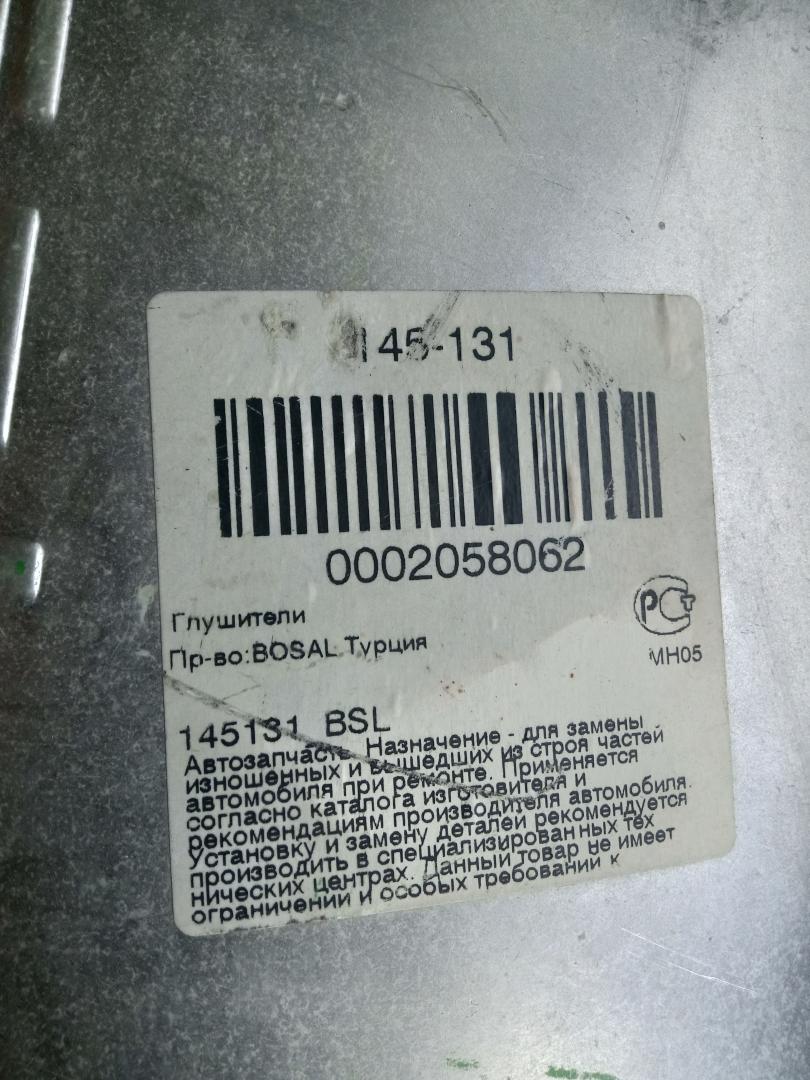 145-131
0002058062
Глушители
Пр-во:BOSAL Турция
РСТ
МН05
145131 BSL
Автозапчасть. Назначение - для замены
изношенных и вышедших из строя частей
автомобиля при ремонте. Применяется
согласно каталога изготовителя и
рекомендациям производителя автомобиля.
Установку и замену деталей рекомендуется
производить в специализированных тех
нических центрах. Данный товар не имеет
ограничений и особых требований к